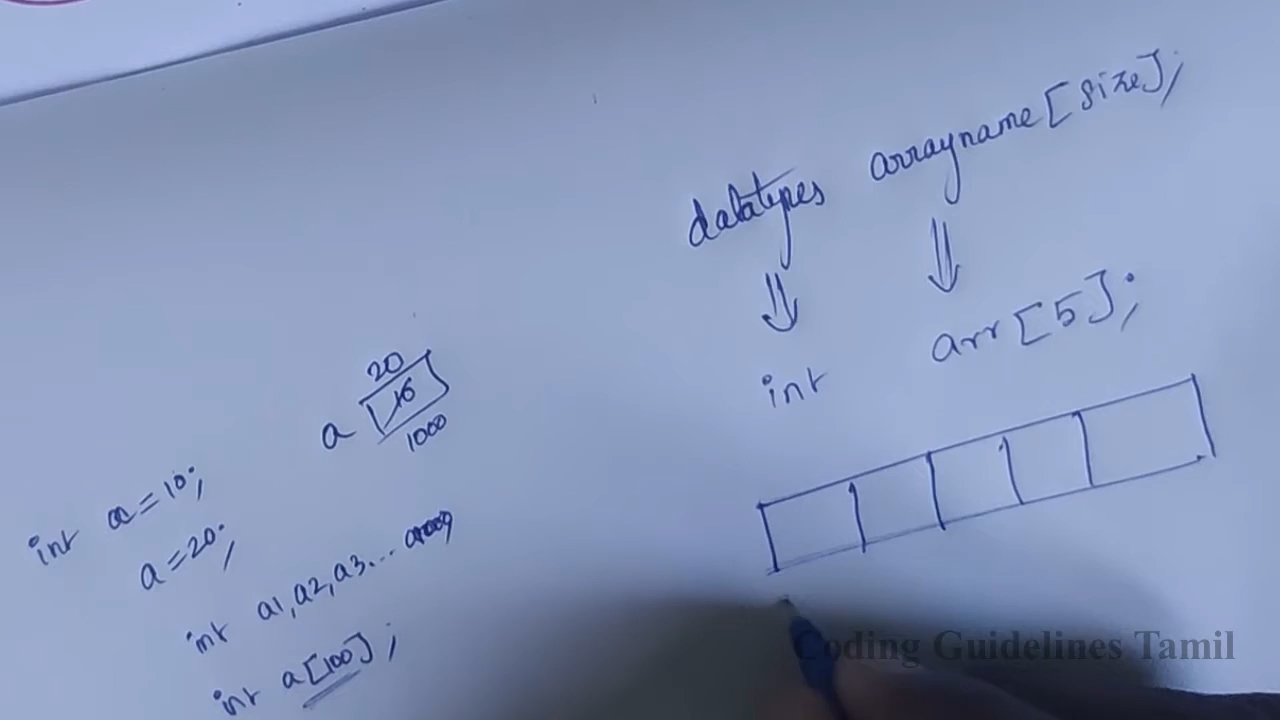 datatypes arrayname[size];
int arr[5];
20
a
1000
int a=10;
a=20;
int a1,a2,a3...
int a[100];
Coding Guidelines Tamil